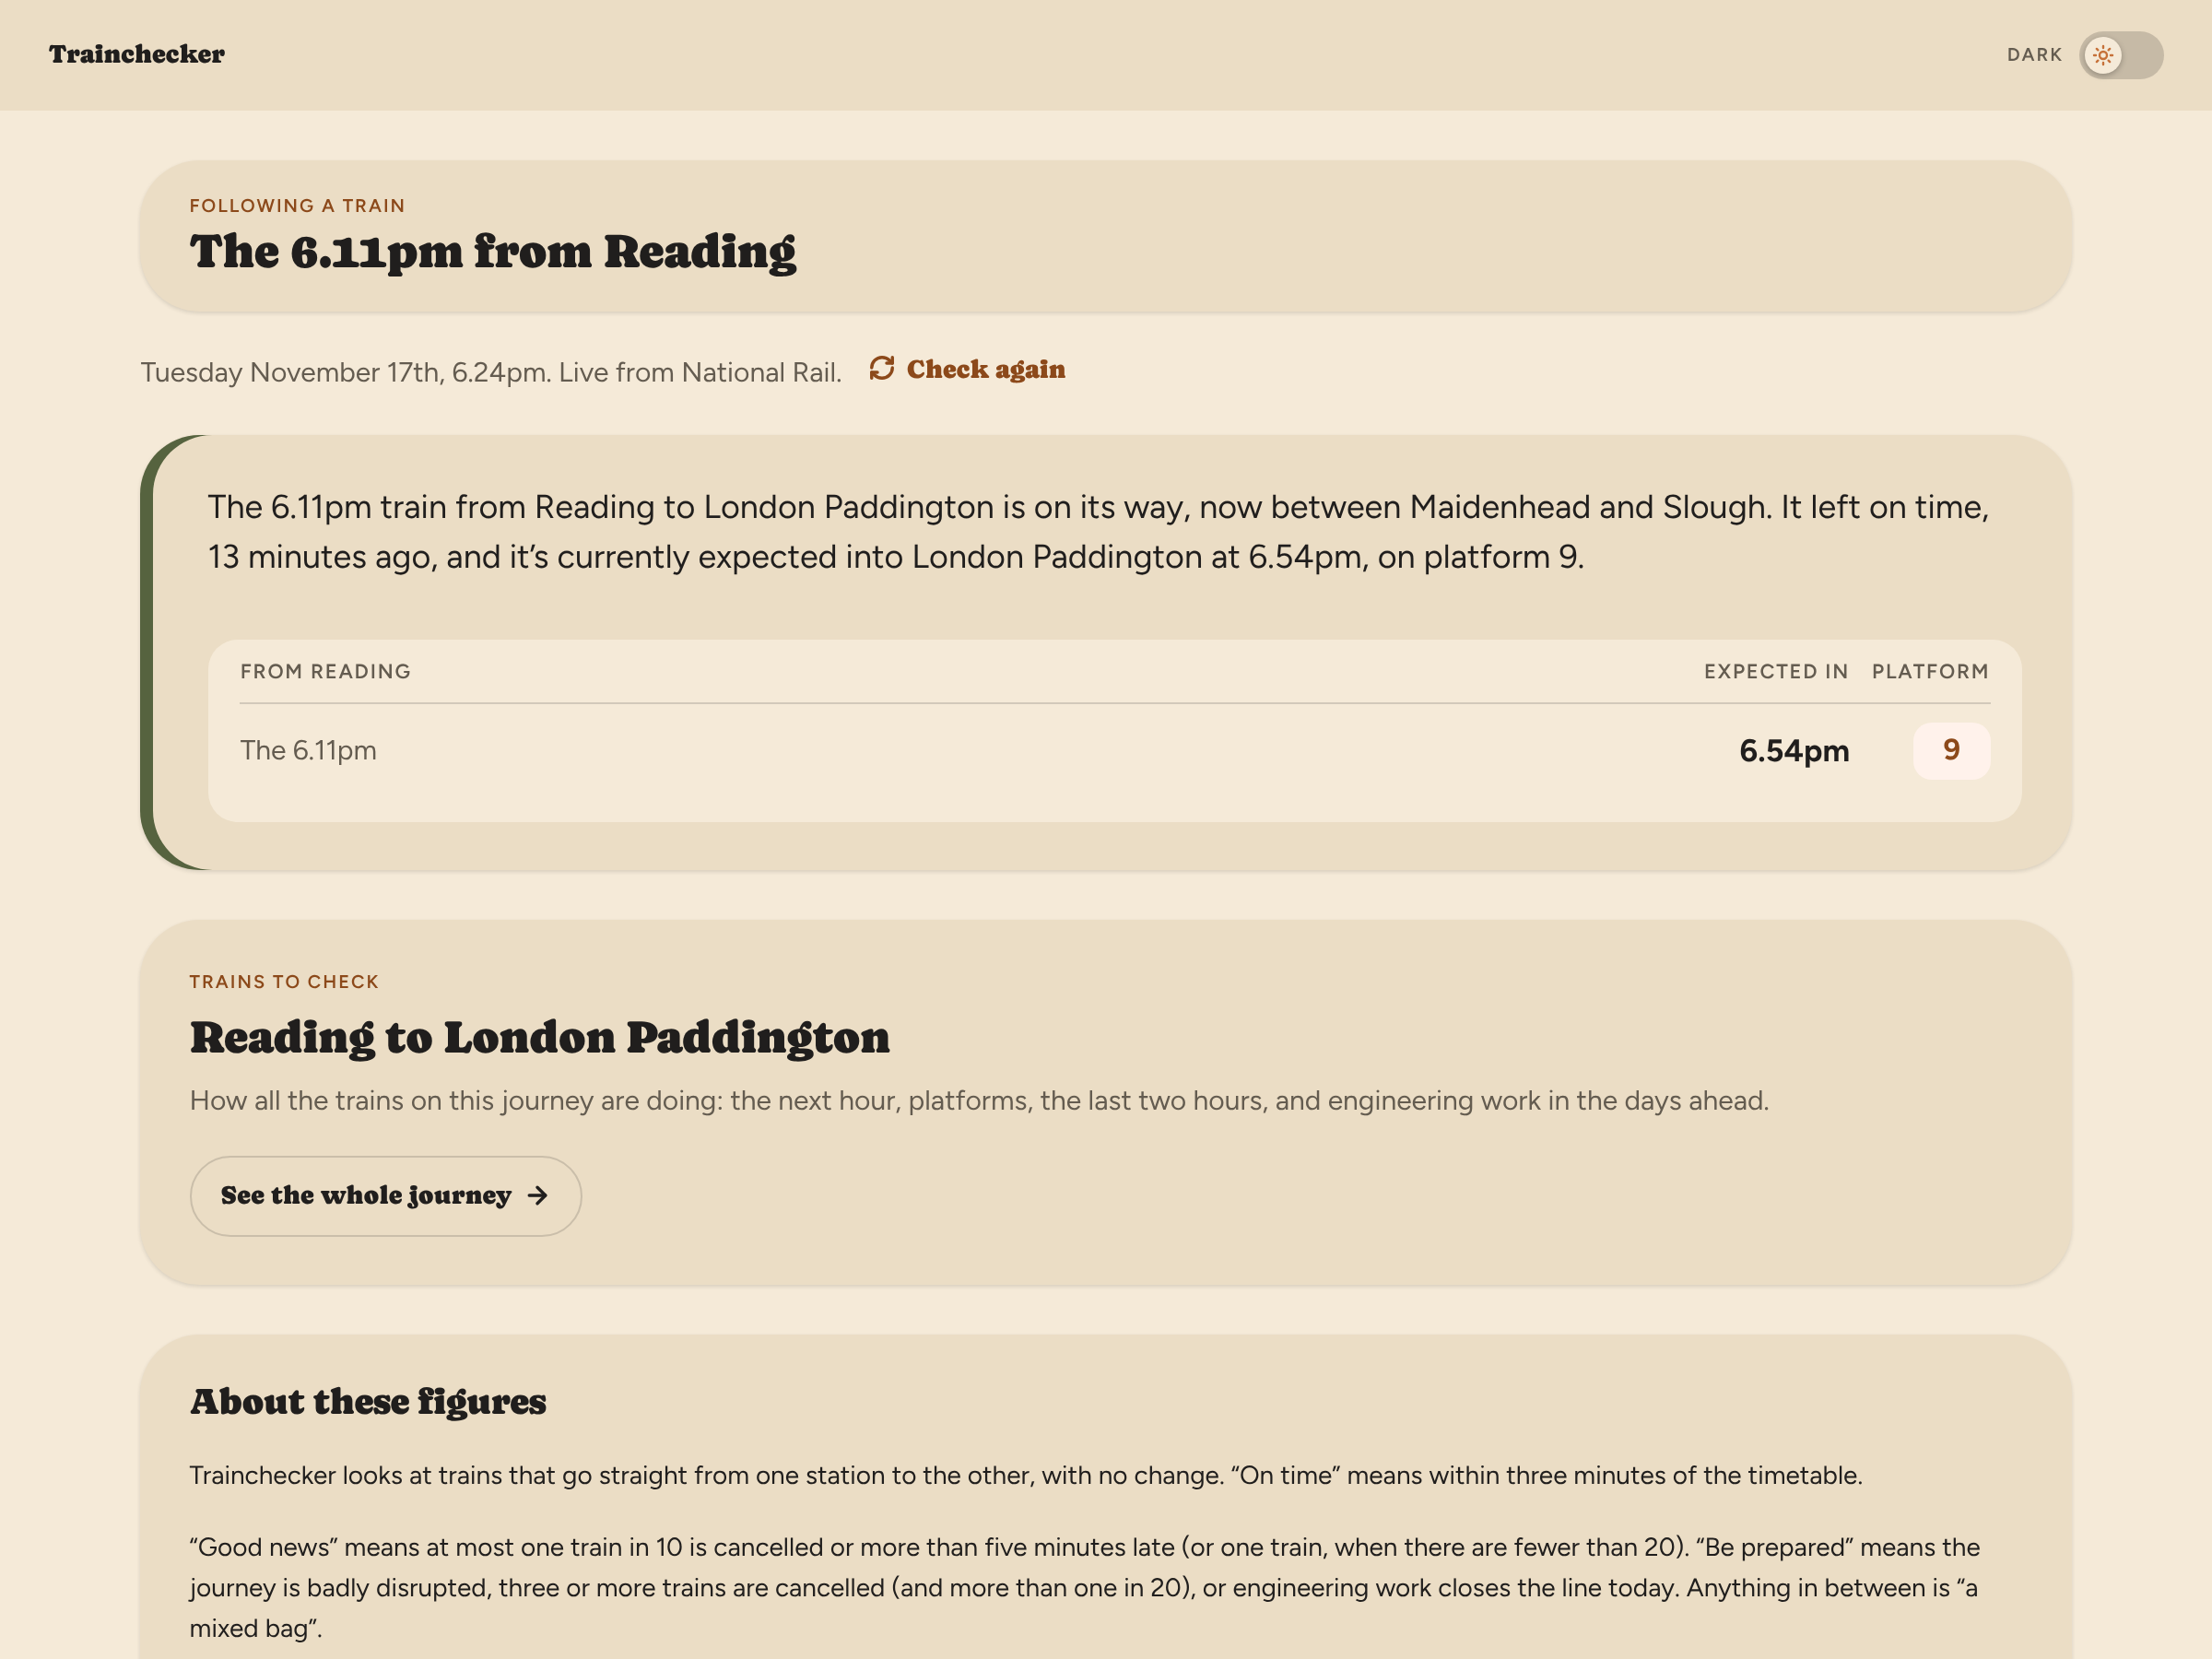 Trainchecker
DARK
FOLLOWING A TRAIN
The 6.11pm from Reading
Tuesday November 17th, 6.24pm. Live from National Rail.
Check again
The 6.11pm train from Reading to London Paddington is on its way, now between Maidenhead and Slough. It left on time,
13 minutes ago, and it’s currently expected into London Paddington at 6.54pm, on platform 9.
FROM READING EXPECTED IN PLATFORM
The 6.11pm 6.54pm 9
TRAINS TO CHECK
Reading to London Paddington
How all the trains on this journey are doing: the next hour, platforms, the last two hours, and engineering work in the days ahead.
See the whole journey →
About these figures
Trainchecker looks at trains that go straight from one station to the other, with no change. “On time” means within three minutes of the timetable.
“Good news” means at most one train in 10 is cancelled or more than five minutes late (or one train, when there are fewer than 20). “Be prepared” means the
journey is badly disrupted, three or more trains are cancelled (and more than one in 20), or engineering work closes the line today. Anything in between is “a
mixed bag”.